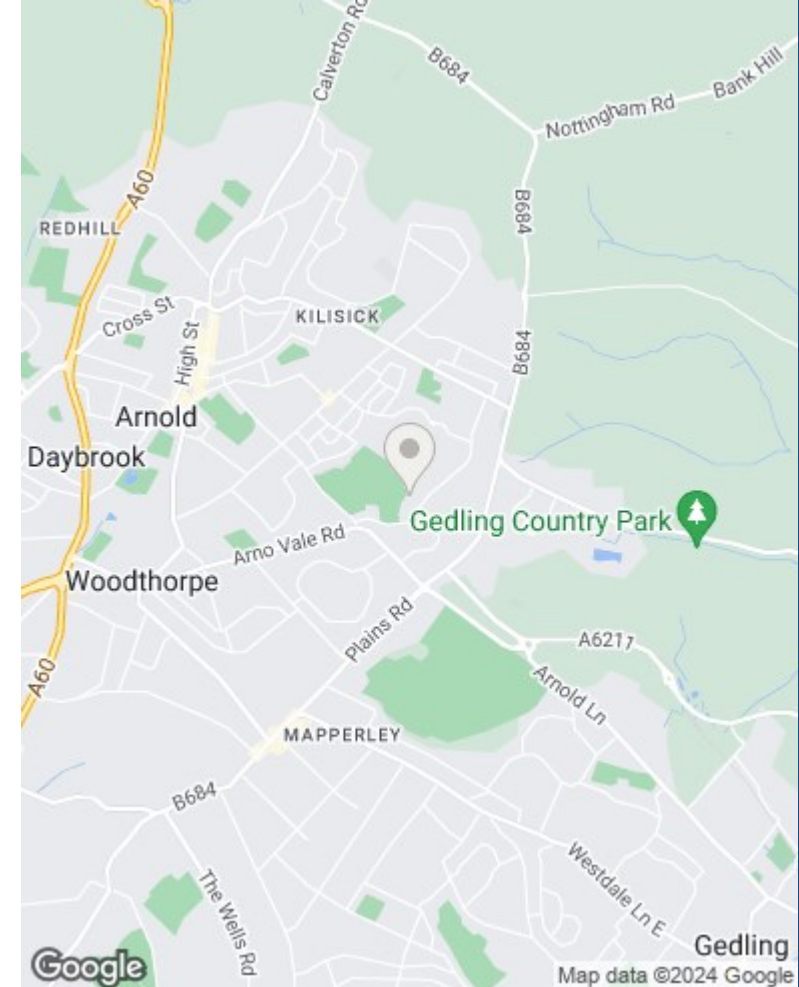 Calverton Rd
B684
Bank Hill
Nottingham Rd
A60
B684
REDHILL
Cross St
KILISICK
High St
B684
Arnold
Daybrook
Gedling Country Park
Arno Vale Rd
Woodthorpe
Plains Rd
A6211
A60
Arnold Ln
MAPPERLEY
B684
Westdale Ln E
The Wells Rd
Gedling
Google
Map data ©2024 Google